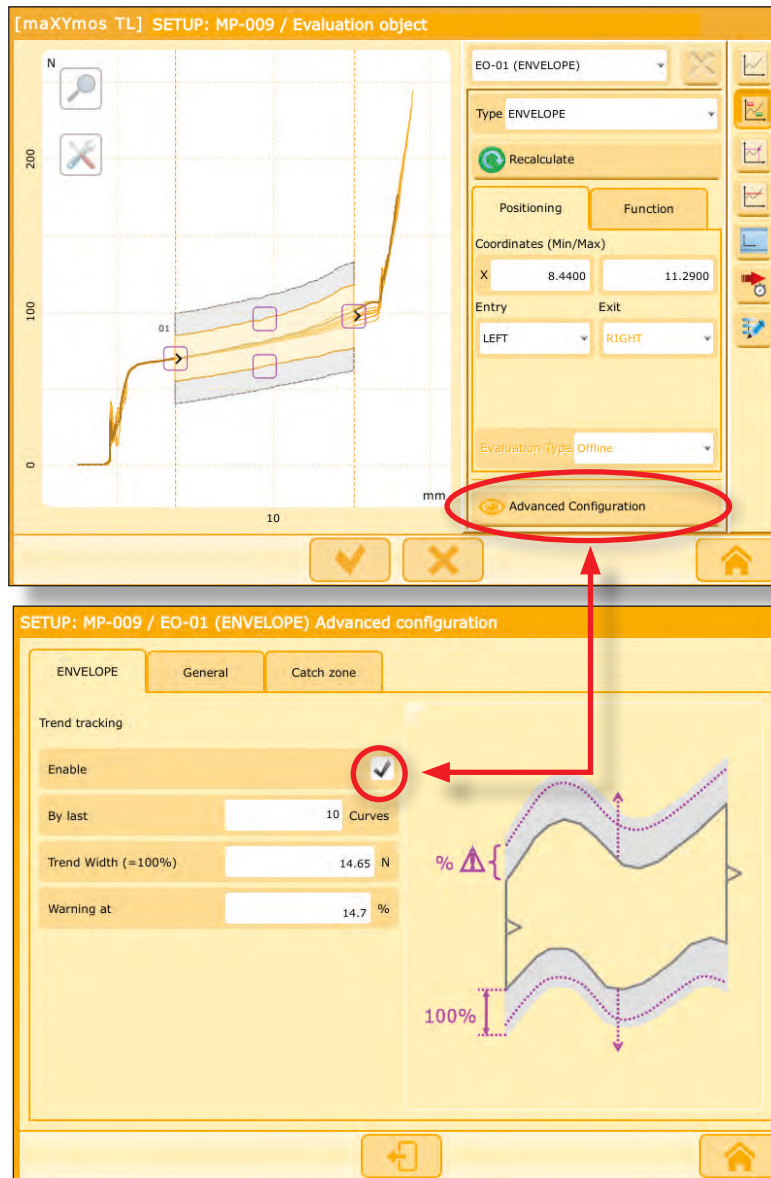 [maXYmos TL] SETUP: MP-009 / Evaluation object
N
200
100
0
01
10
mm
EO-01 (ENVELOPE)
Type ENVELOPE
Recalculate
Positioning Function
Coordinates (Min/Max)
X 8.4400 11.2900
Entry Exit
LEFT RIGHT
Evaluation Type Offline
Advanced Configuration
SETUP: MP-009 / EO-01 (ENVELOPE) Advanced configuration
ENVELOPE General Catch zone
Trend tracking
Enable
By last 10 Curves
Trend Width (=100%) 14.65 N
Warning at 14.7 %
%
100%